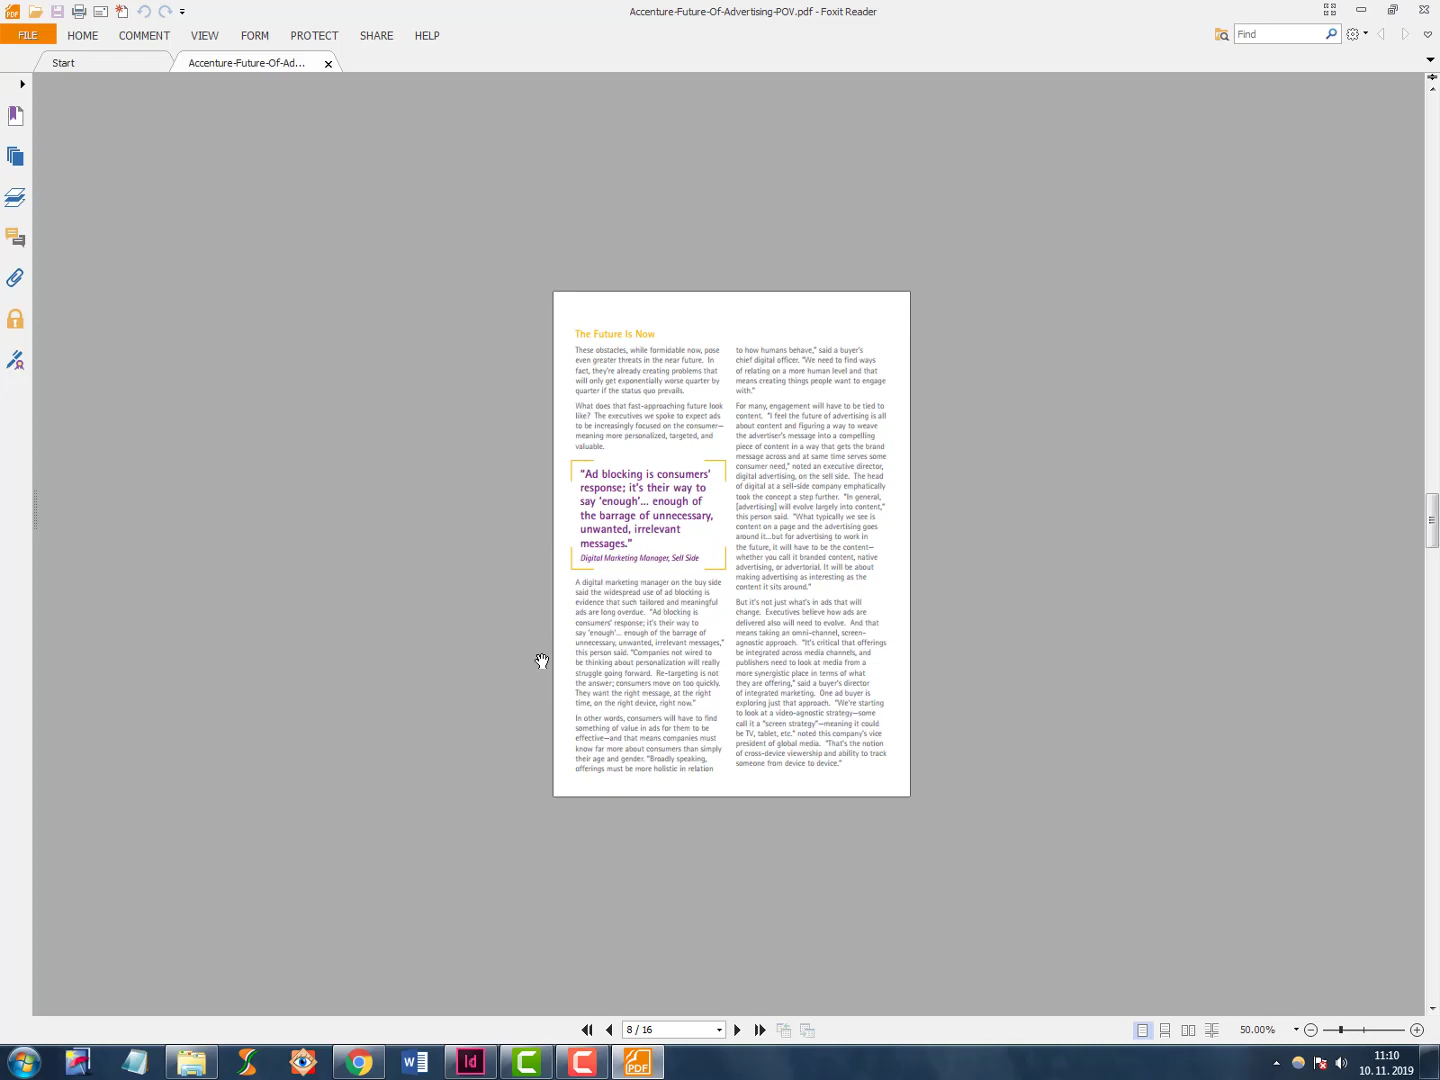 Accenture-Future-Of-Advertising-POV.pdf - Foxit Reader
FILE
HOME
COMMENT
VIEW
FORM
PROTECT
SHARE
HELP
Find
Start
Accenture-Future-Of-Ad...
The Future Is Now
These obstacles, while formidable now, pose
even greater threats in the near future. In
fact, they're already creating problems that
will only get exponentially worse quarter by
quarter if the status quo prevails.
What does that fast-approaching future look
like? The executives we spoke to expect ads
to be increasingly focused on the consumer—
meaning more personalized, targeted, and
valuable.
"Ad blocking is consumers'
response; it's their way to
say 'enough'... enough of
the barrage of unnecessary,
unwanted, irrelevant
messages."
Digital Marketing Manager, Sell Side
A digital marketing manager on the buy side
said the widespread use of ad blocking is
evidence that such tailored and meaningful
ads are long overdue. "Ad blocking is
consumers' response; it's their way to
say 'enough'... enough of the barrage of
unnecessary, unwanted, irrelevant messages,"
this person said. "Companies not wired to
be thinking about personalization will really
struggle going forward. Re-targeting is not
the answer; consumers move on too quickly.
They want the right message, at the right
time, on the right device, right now."
In other words, consumers will have to find
something of value in ads for them to be
effective—and that means companies must
know far more about consumers than simply
their age and gender. "Broadly speaking,
offerings must be more holistic in relation
to how humans behave," said a buyer's
chief digital officer. "We need to find ways
of relating on a more human level and that
means creating things people want to engage
with."
For many, engagement will have to be tied to
content. "I feel the future of advertising is all
about content and figuring a way to weave
the advertiser's message into a compelling
piece of content in a way that gets the brand
message across and at same time serves some
consumer need," noted an executive director,
digital advertising, on the sell side. The head
of digital at a sell-side company emphatically
took the concept a step further. "In general,
[advertising] will evolve largely into content,"
this person said. "What typically we see is
content on a page and the advertising goes
around it...but for advertising to work in
the future, it will have to be the content—
whether you call it branded content, native
advertising, or advertorial. It will be about
making advertising as interesting as the
content it sits around."
But it's not just what's in ads that will
change. Executives believe how ads are
delivered also will need to evolve. And that
means taking an omni-channel, screen-
agnostic approach. "It's critical that offerings
be integrated across media channels, and
publishers need to look at media from a
more synergistic place in terms of what
they are offering," said a buyer's director
of integrated marketing. One ad buyer is
exploring just that approach. "We're starting
to look at a video-agnostic strategy—some
call it a "screen strategy"—meaning it could
be TV, tablet, etc." noted this company's vice
president of global media. "That's the notion
of cross-device viewership and ability to track
someone from device to device."
8 / 16
50.00%
11:10
10. 11. 2019